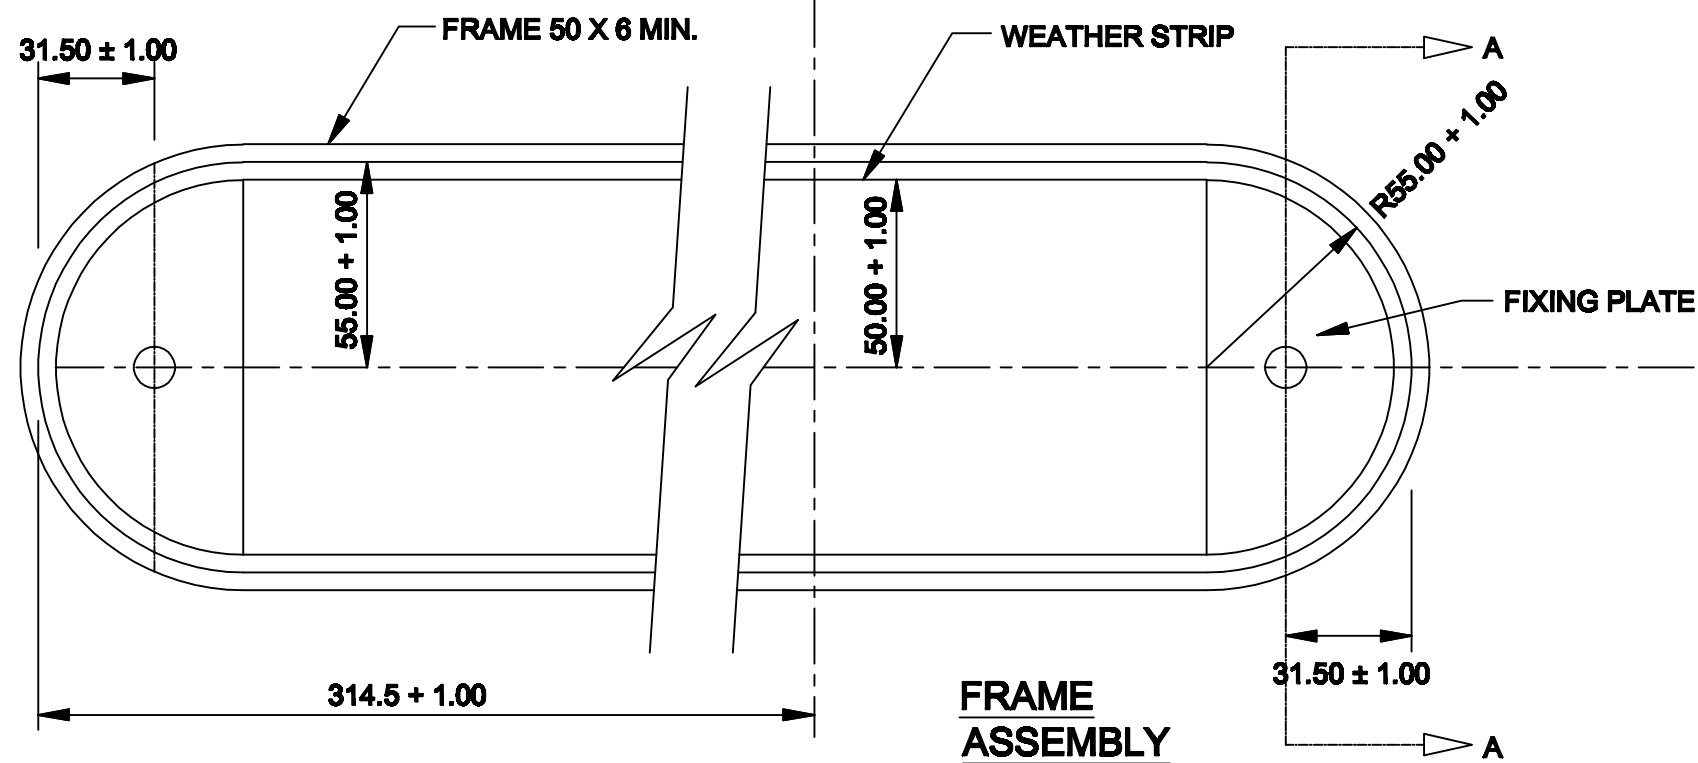 FRAME 50 X 6 MIN.
WEATHER STRIP
31.50 ± 1.00
A
R55.00 + 1.00
55.00 + 1.00
50.00 + 1.00
FIXING PLATE
31.50 ± 1.00
314.5 + 1.00
FRAME
ASSEMBLY
A